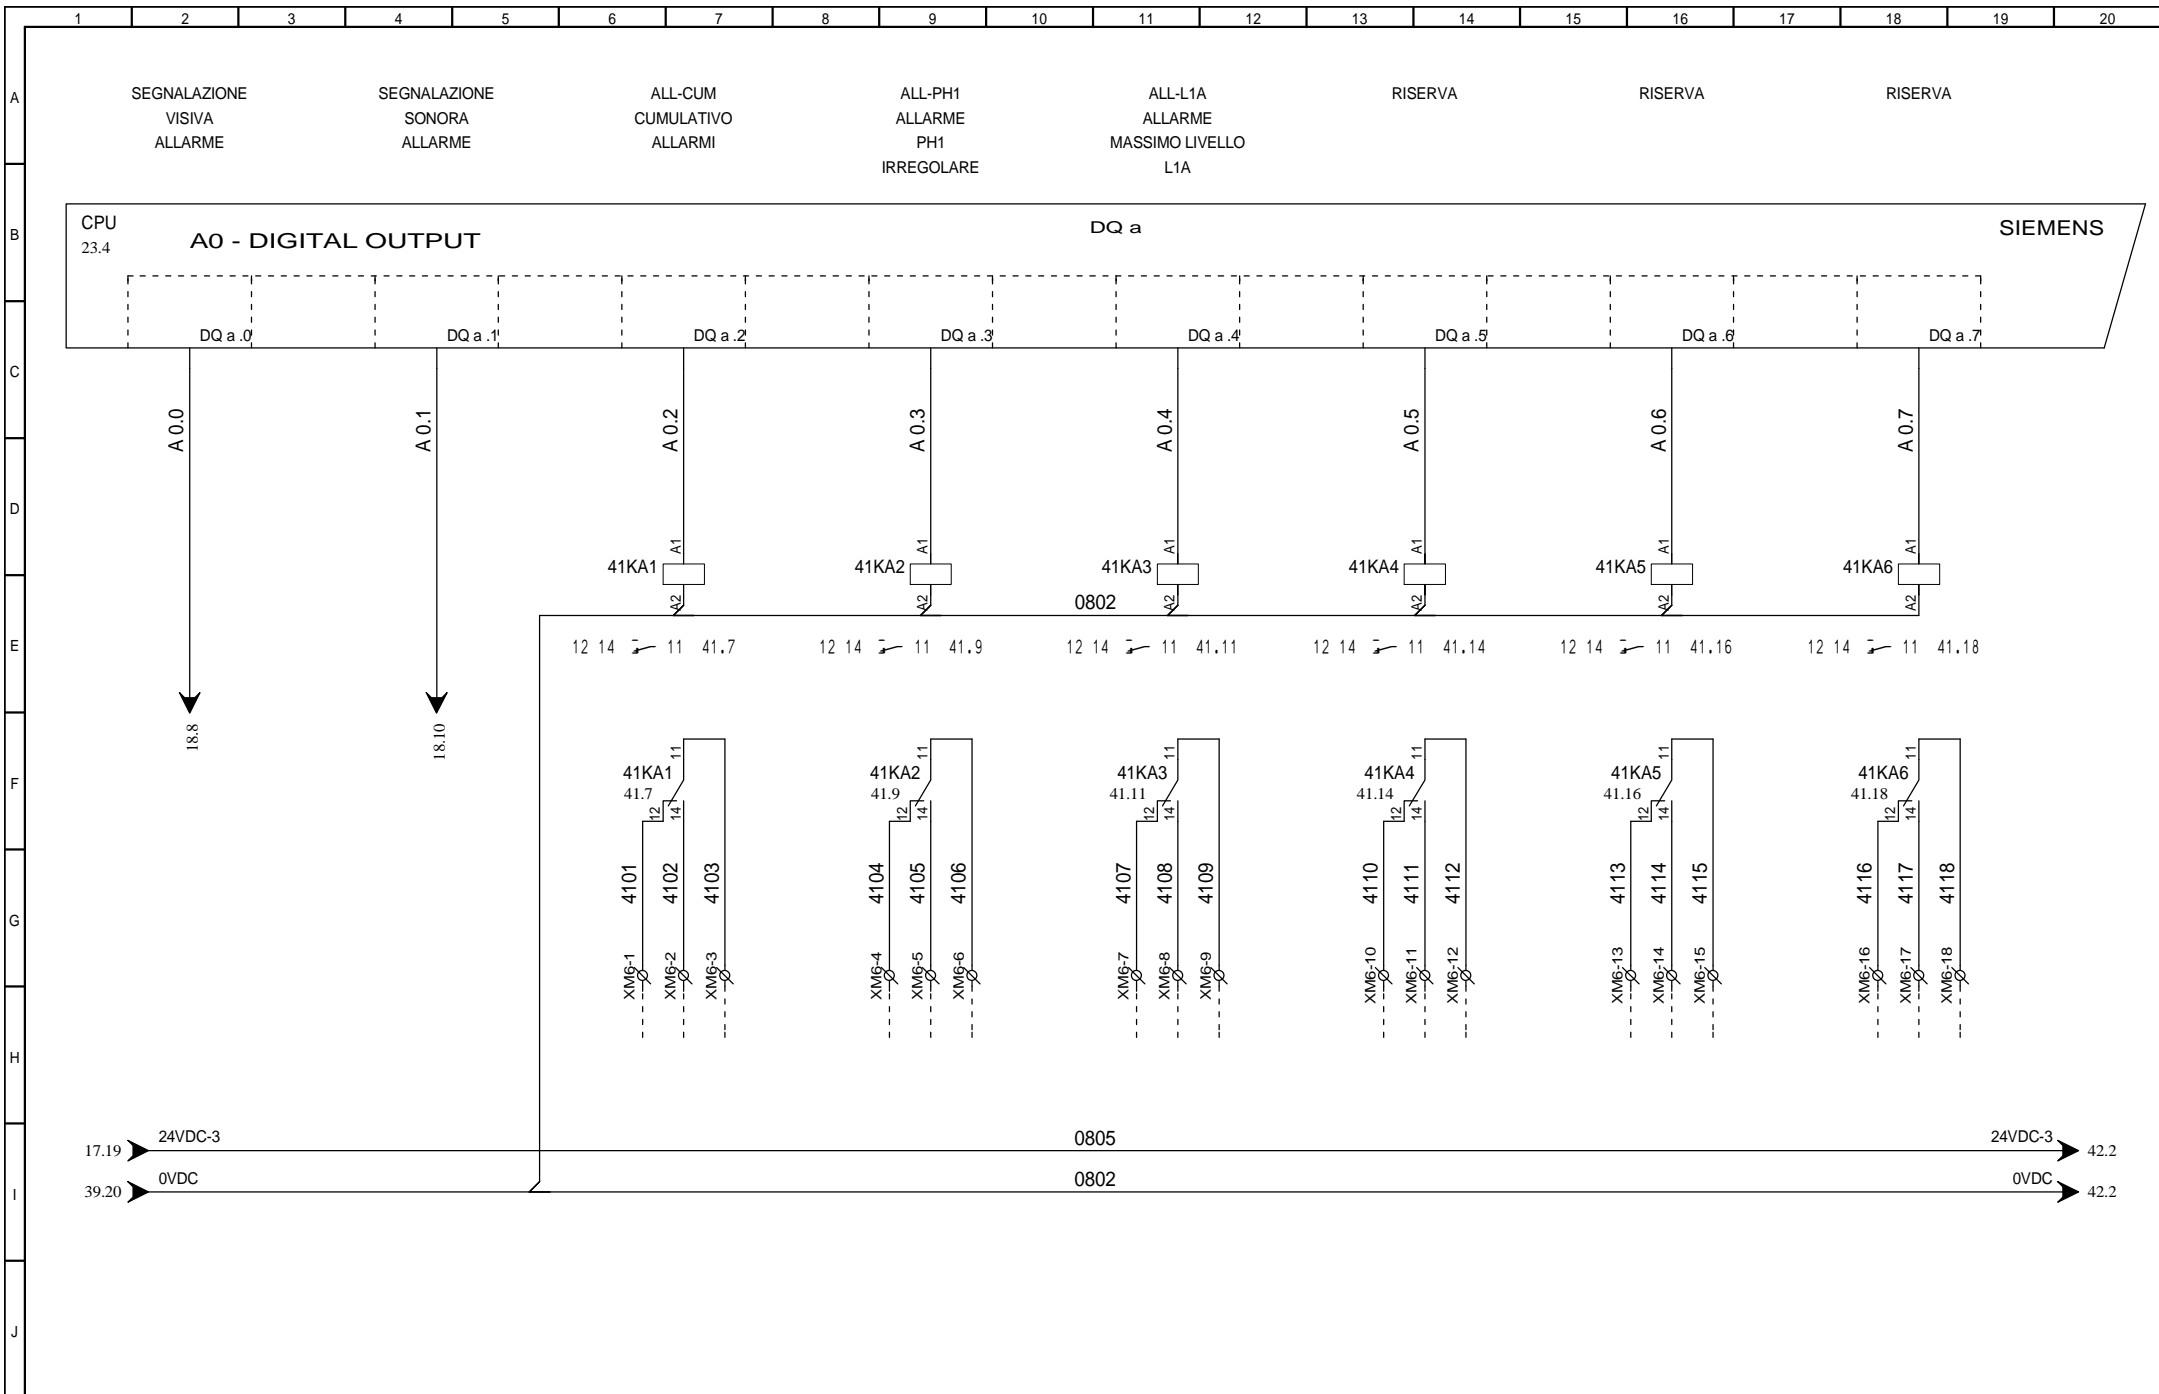 1 2 3 4 5 6 7 8 9 10 11 12 13 14 15 16 17 18 19 20
A
SEGNALAZIONE
VISIVA
ALLARME
SEGNALAZIONE
SONORA
ALLARME
ALL-CUM
CUMULATIVO
ALLARMI
ALL-PH1
ALLARME
PH1
IRREGOLARE
ALL-L1A
ALLARME
MASSIMO LIVELLO
L1A
RISERVA
RISERVA
RISERVA
B
CPU
23.4
A0 - DIGITAL OUTPUT
DQ a
SIEMENS
DQ a .0 DQ a .1 DQ a .2 DQ a .3 DQ a .4 DQ a .5 DQ a .6 DQ a .7
C
A 0.0 A 0.1 A 0.2 A 0.3 A 0.4 A 0.5 A 0.6 A 0.7
D
A1 A1 A1 A1 A1 A1
41KA1 41KA2 41KA3 41KA4 41KA5 41KA6
A2 A2 A2 A2 A2 A2
0802
E
12 14 11 41.7
12 14 11 41.9
12 14 11 41.11
12 14 11 41.14
12 14 11 41.16
12 14 11 41.18
18.8 18.10
F
11 11 11 11 11 11
41KA1 41KA2 41KA3 41KA4 41KA5 41KA6
41.7 41.9 41.11 41.14 41.16 41.18
12 14 12 14 12 14 12 14 12 14 12 14
G
4101 4102 4103 4104 4105 4106 4107 4108 4109 4110 4111 4112 4113 4114 4115 4116 4117 4118
XM6-1 XM6-2 XM6-3 XM6-4 XM6-5 XM6-6 XM6-7 XM6-8 XM6-9 XM6-10 XM6-11 XM6-12 XM6-13 XM6-14 XM6-15 XM6-16 XM6-17 XM6-18
H
17.19 24VDC-3 0805 24VDC-3 42.2
I
39.20 0VDC 0802 0VDC 42.2
J